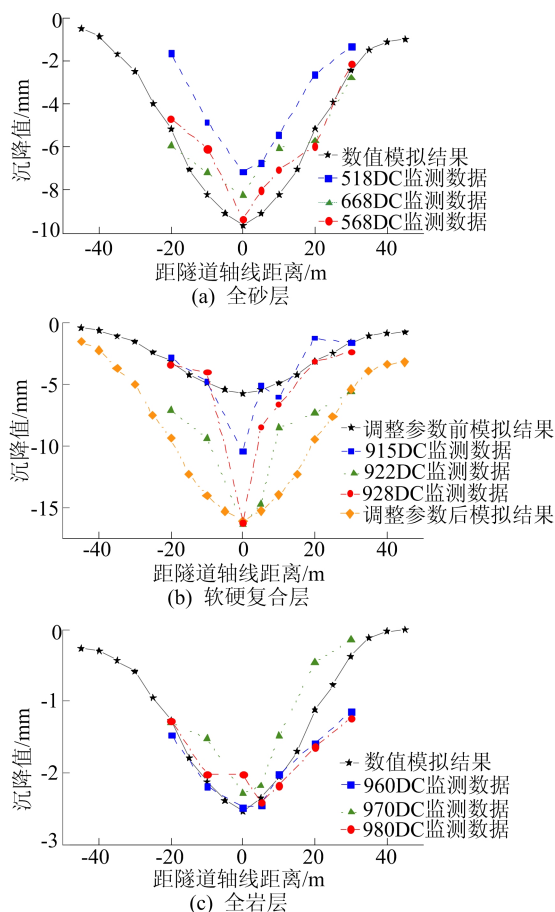 0
-2
-4
-6
-8
-10
沉降值/mm
数值模拟结果
518DC监测数据
668DC监测数据
568DC监测数据
-40 -20 0 20 40
距隧道轴线距离/m
(a) 全砂层
0
-5
-10
-15
沉降值/mm
调整参数前模拟结果
915DC监测数据
922DC监测数据
928DC监测数据
调整参数后模拟结果
-40 -20 0 20 40
距隧道轴线距离/m
(b) 软硬复合层
0
-1
-2
-3
沉降值/mm
数值模拟结果
960DC监测数据
970DC监测数据
980DC监测数据
-40 -20 0 20 40
距隧道轴线距离/m
(c) 全岩层